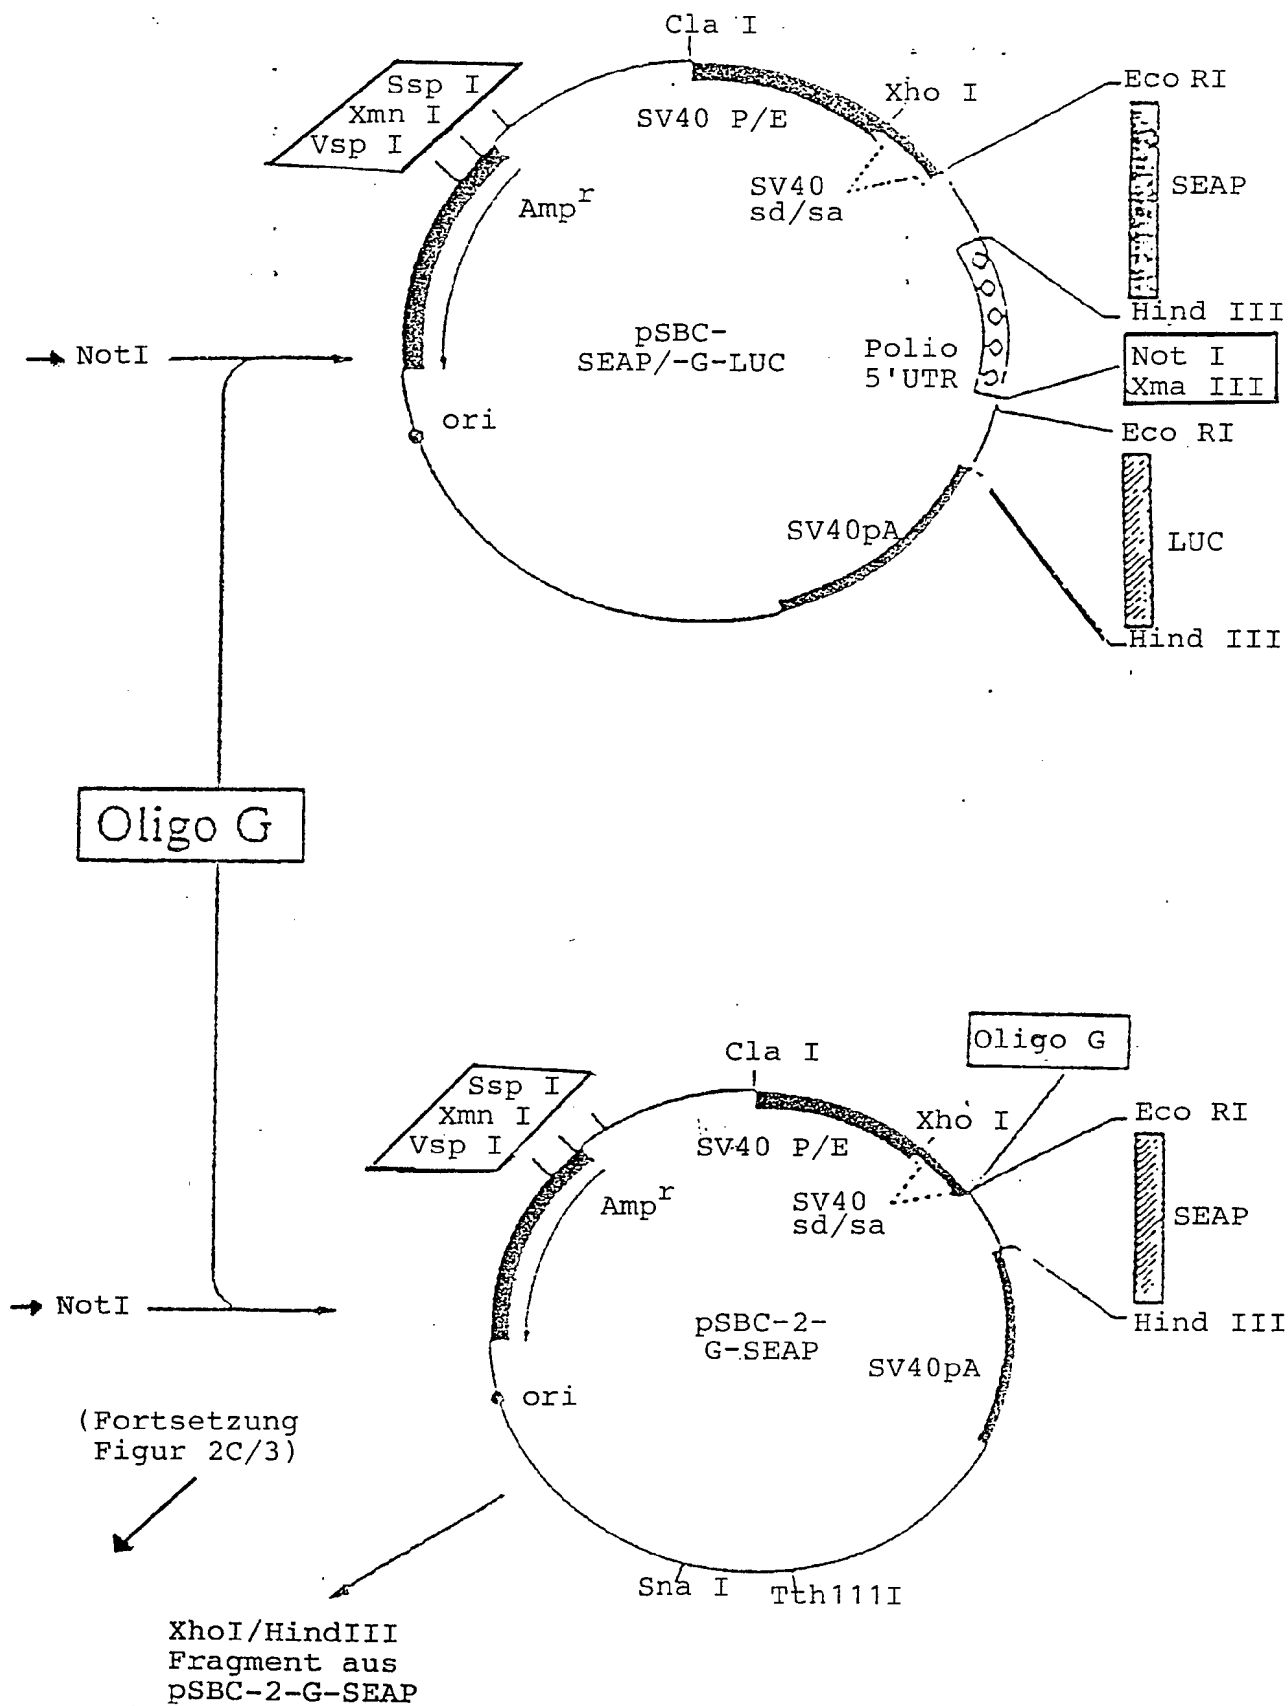 Cla I
Ssp I
Xmn I
Vsp I
SV40 P/E
Xho I
Eco RI
SV40
sd/sa
SEAP
Amp^r
Hind III
NotI
pSBC-
SEAP/-G-LUC
Polio
5'UTR
Not I
Xma III
ori
Eco RI
SV40pA
LUC
Hind III
Oligo G
Oligo G
Cla I
Ssp I
Xmn I
Vsp I
SV40 P/E
Xho I
Eco RI
Amp^r
SV40
sd/sa
SEAP
NotI
Hind III
pSBC-2-
G-SEAP
SV40pA
ori
(Fortsetzung
Figur 2C/3)
Sna I
Tth111I
XhoI/HindIII
Fragment aus
pSBC-2-G-SEAP